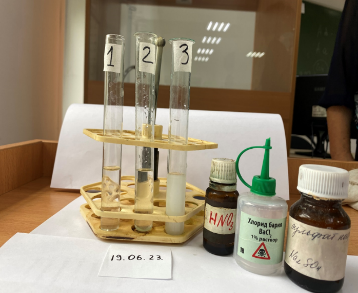 1
2
3
HNO₃
Хлорид бария
BaCl₂
1% раствор
Na₂SO₄
19.06.23